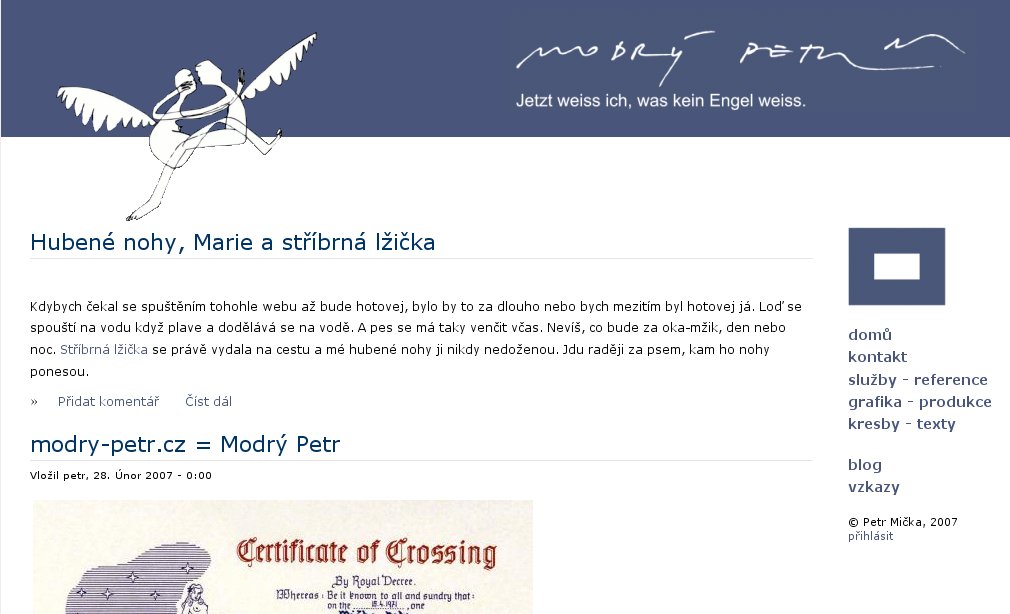 MODRÝ PETR
Jetzt weiss ich, was kein Engel weiss.
Hubené nohy, Marie a stříbrná lžička
Kdybych čekal se spuštěním tohohle webu až bude hotovej, bylo by to za dlouho nebo bych mezitím byl hotovej já. Loď se
spouští na vodu když plave a dodělává se na vodě. A pes se má taky venčit včas. Nevíš, co bude za oka-mžik, den nebo
noc. Stříbrná lžička se právě vydala na cestu a mé hubené nohy ji nikdy nedoženou. Jdu raději za psem, kam ho nohy
ponesou.
» Přidat komentář Číst dál
modry-petr.cz = Modrý Petr
Vložil petr, 28. Únor 2007 - 0:00
Certificate of Crossing
By Royal Decree.
Whereas: Be it known to all and sundry that:
on the 15.4.1971, one
domů
kontakt
služby - reference
grafika - produkce
kresby - texty
blog
vzkazy
© Petr Mička, 2007
přihlásit